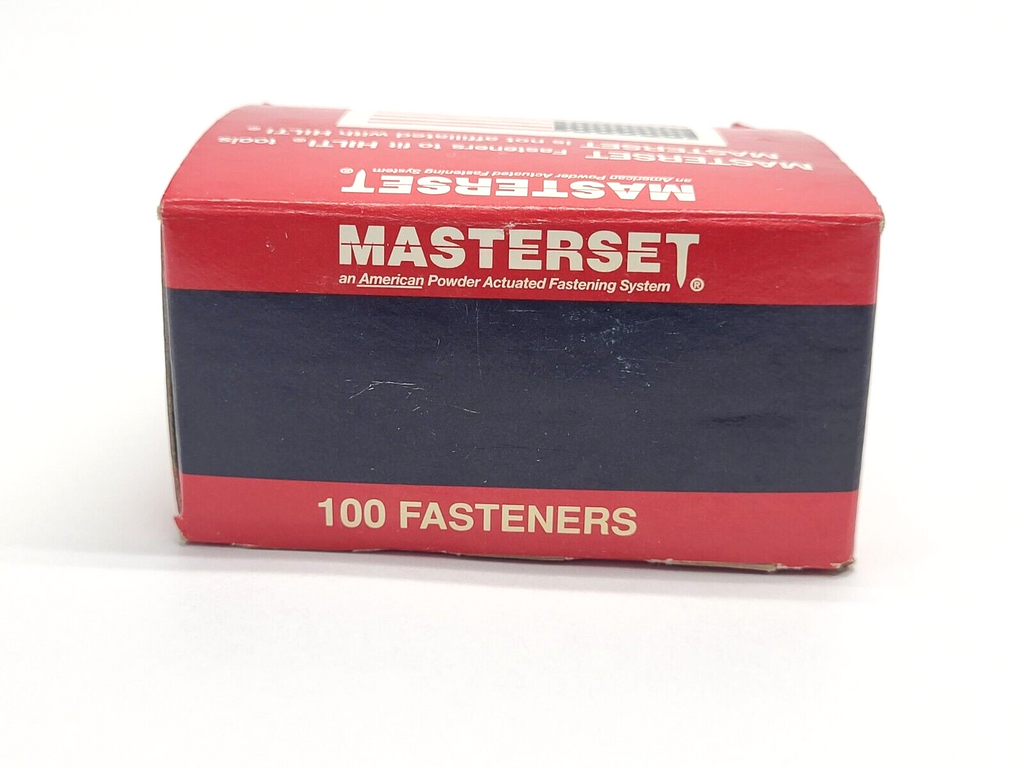 MASTERSET Fasteners to fit HILTI® tools
MASTERSET is not affiliated with HILTI®
MASTERSET®
an American Powder Actuated Fastening System
MASTERSET®
an American Powder Actuated Fastening System
100 FASTENERS